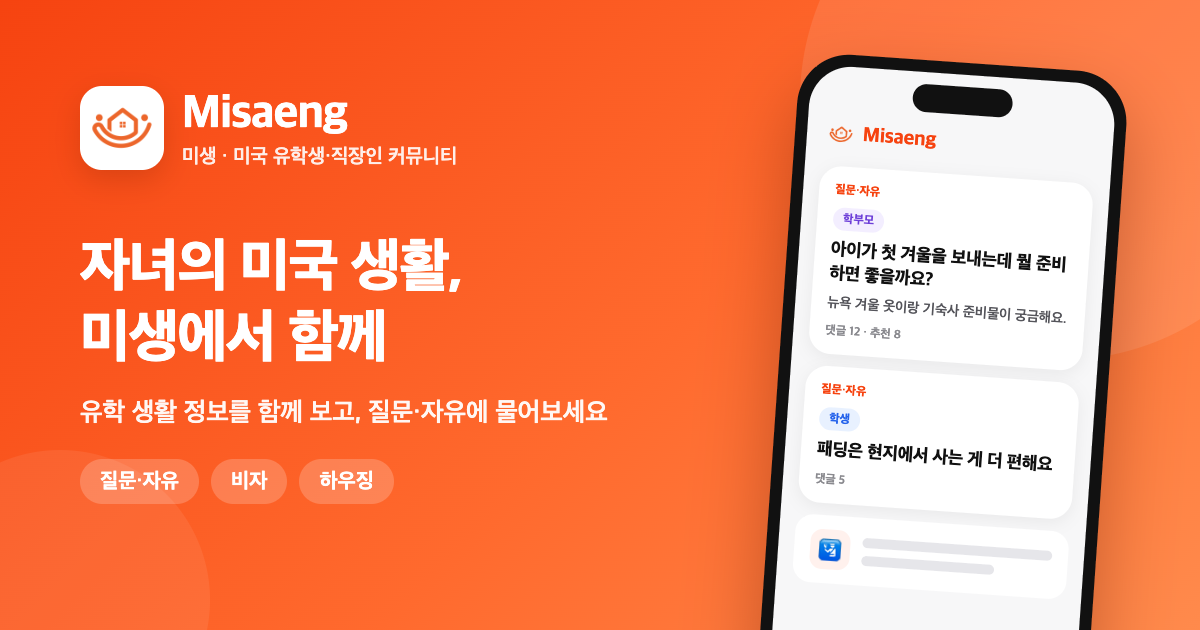 Misaeng
미생 · 미국 유학생·직장인 커뮤니티
자녀의 미국 생활,
미생에서 함께
유학 생활 정보를 함께 보고, 질문·자유에 물어보세요
질문·자유
비자
하우징
Misaeng
질문·자유
학부모
아이가 첫 겨울을 보내는데 뭘 준비
하면 좋을까요?
뉴욕 겨울 옷이랑 기숙사 준비물이 궁금해요.
댓글 12 · 추천 8
질문·자유
학생
패딩은 현지에서 사는 게 더 편해요
댓글 5